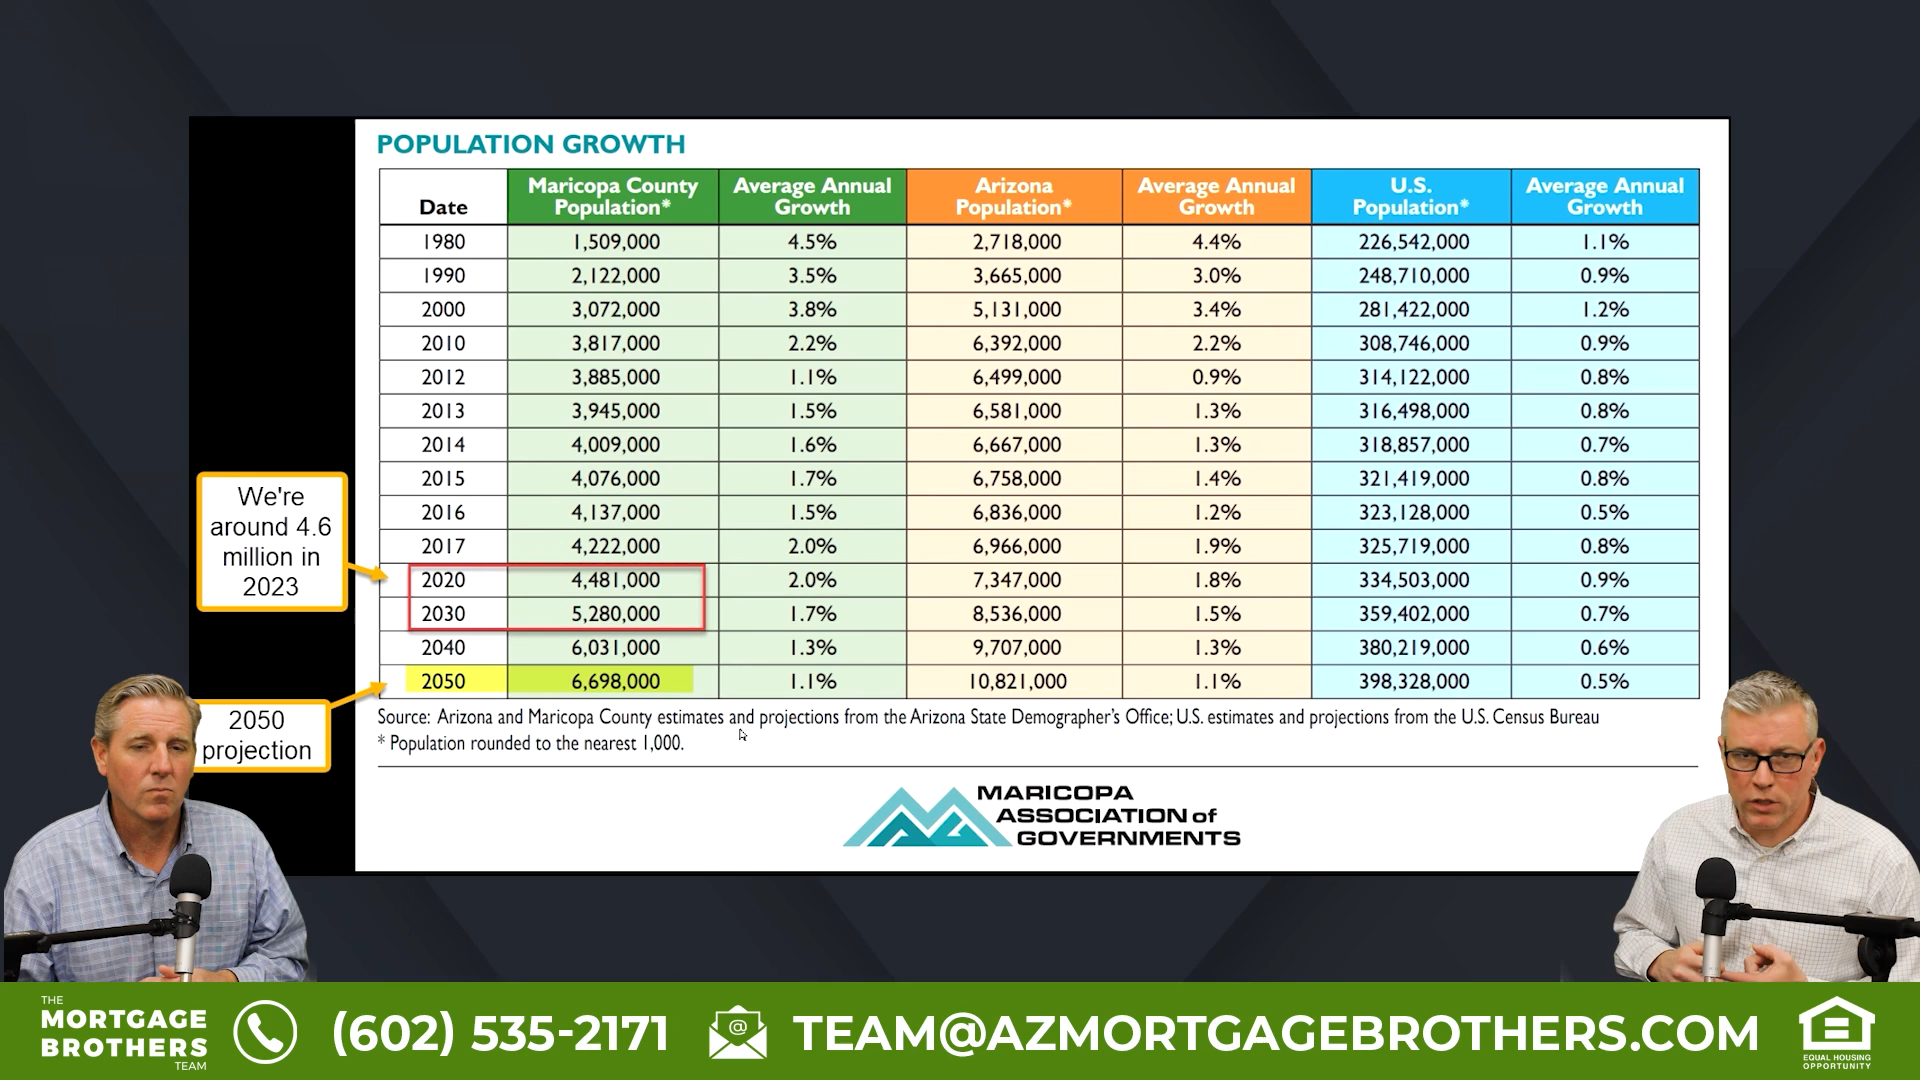 POPULATION GROWTH
Date Maricopa County Population* Average Annual Growth Arizona Population* Average Annual Growth U.S. Population* Average Annual Growth
1980 1,509,000 4.5% 2,718,000 4.4% 226,542,000 1.1%
1990 2,122,000 3.5% 3,665,000 3.0% 248,710,000 0.9%
2000 3,072,000 3.8% 5,131,000 3.4% 281,422,000 1.2%
2010 3,817,000 2.2% 6,392,000 2.2% 308,746,000 0.9%
2012 3,885,000 1.1% 6,499,000 0.9% 314,122,000 0.8%
2013 3,945,000 1.5% 6,581,000 1.3% 316,498,000 0.8%
2014 4,009,000 1.6% 6,667,000 1.3% 318,857,000 0.7%
2015 4,076,000 1.7% 6,758,000 1.4% 321,419,000 0.8%
2016 4,137,000 1.5% 6,836,000 1.2% 323,128,000 0.5%
2017 4,222,000 2.0% 6,966,000 1.9% 325,719,000 0.8%
2020 4,481,000 2.0% 7,347,000 1.8% 334,503,000 0.9%
2030 5,280,000 1.7% 8,536,000 1.5% 359,402,000 0.7%
2040 6,031,000 1.3% 9,707,000 1.3% 380,219,000 0.6%
2050 6,698,000 1.1% 10,821,000 1.1% 398,328,000 0.5%
We're
around 4.6
million in
2023
2050
projection
Source: Arizona and Maricopa County estimates and projections from the Arizona State Demographer's Office; U.S. estimates and projections from the U.S. Census Bureau
* Population rounded to the nearest 1,000.
MARICOPA
ASSOCIATION of
GOVERNMENTS
THE
MORTGAGE
BROTHERS
TEAM
(602) 535-2171
@
TEAM@AZMORTGAGEBROTHERS.COM
EQUAL HOUSING
OPPORTUNITY